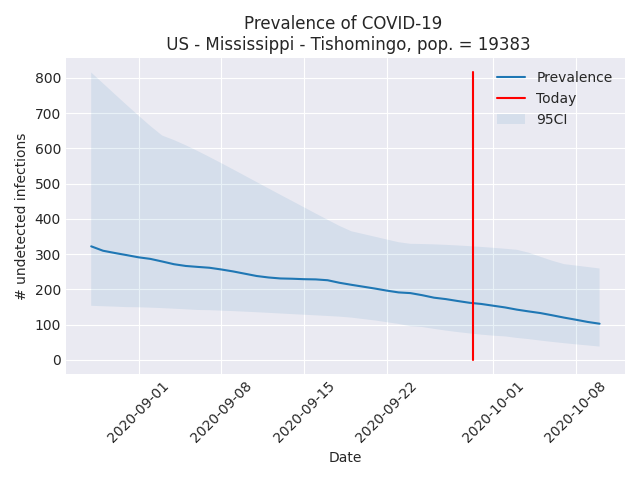 Prevalence of COVID-19
US - Mississippi - Tishomingo, pop. = 19383
Prevalence
Today
95CI
# undetected infections
800
700
600
500
400
300
200
100
0
2020-09-01
2020-09-08
2020-09-15
2020-09-22
2020-10-01
2020-10-08
Date